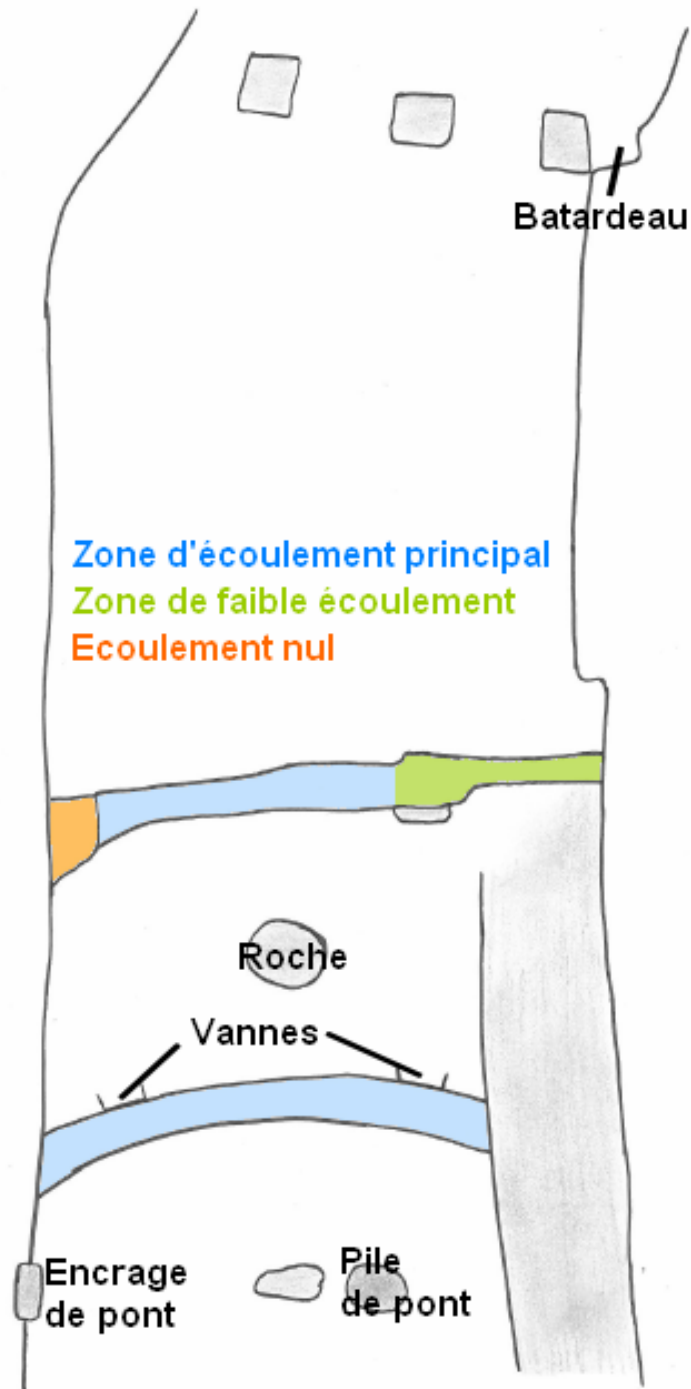 Batardeau
Zone d'écoulement principal
Zone de faible écoulement
Ecoulement nul
Roche
Vannes
Encrage
de pont
Pile
de pont